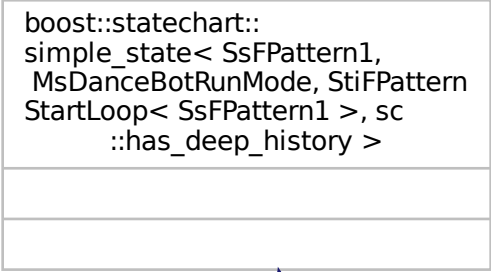 boost::statechart::
simple_state< SsFPattern1,
MsDanceBotRunMode, StiFPattern
StartLoop< SsFPattern1 >, sc
::has_deep_history >